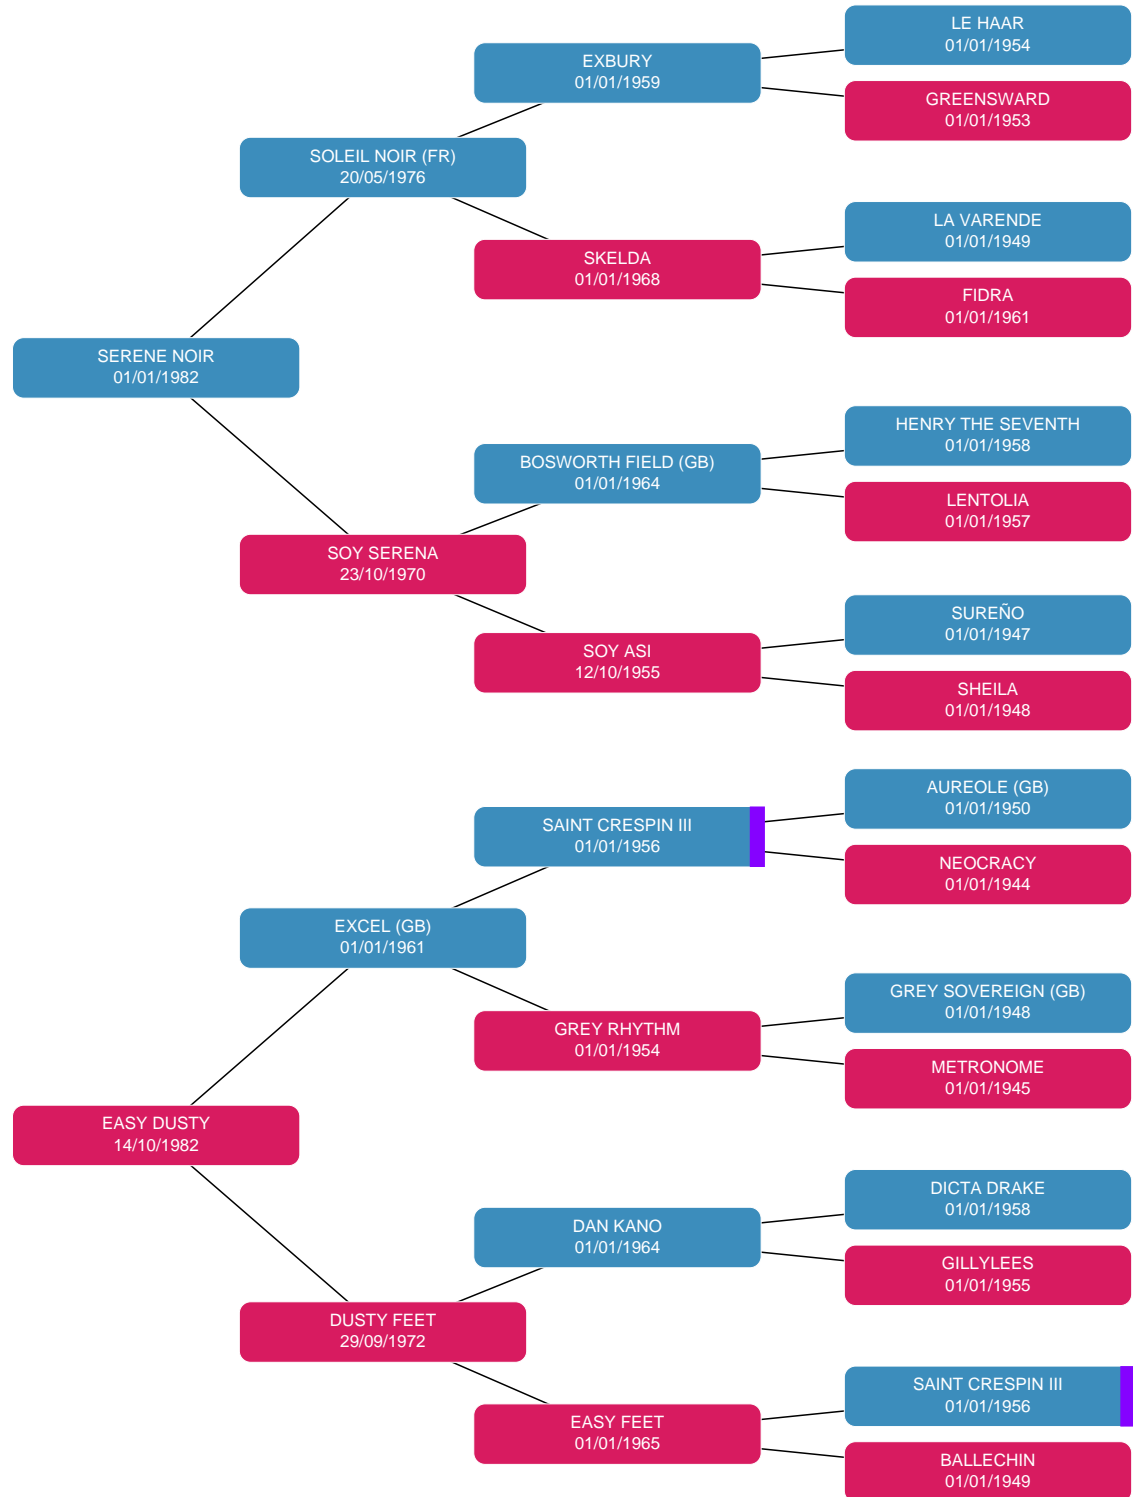 LE HAAR
01/01/1954
EXBURY
01/01/1959
GREENSWARD
01/01/1953
SOLEIL NOIR (FR)
20/05/1976
LA VARENDE
01/01/1949
SKELDA
01/01/1968
FIDRA
01/01/1961
SERENE NOIR
01/01/1982
HENRY THE SEVENTH
01/01/1958
BOSWORTH FIELD (GB)
01/01/1964
LENTOLIA
01/01/1957
SOY SERENA
23/10/1970
SUREÑO
01/01/1947
SOY ASI
12/10/1955
SHEILA
01/01/1948
AUREOLE (GB)
01/01/1950
SAINT CRESPIN III
01/01/1956
NEOCRACY
01/01/1944
EXCEL (GB)
01/01/1961
GREY SOVEREIGN (GB)
01/01/1948
GREY RHYTHM
01/01/1954
METRONOME
01/01/1945
EASY DUSTY
14/10/1982
DICTA DRAKE
01/01/1958
DAN KANO
01/01/1964
GILLYLEES
01/01/1955
DUSTY FEET
29/09/1972
SAINT CRESPIN III
01/01/1956
EASY FEET
01/01/1965
BALLECHIN
01/01/1949